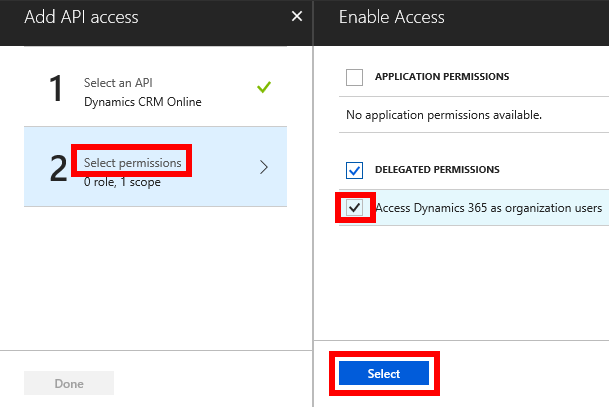 Add API access
1
Select an API
Dynamics CRM Online
2
Select permissions
0 role, 1 scope
Done
Enable Access
APPLICATION PERMISSIONS
No application permissions available.
DELEGATED PERMISSIONS
Access Dynamics 365 as organization users
Select